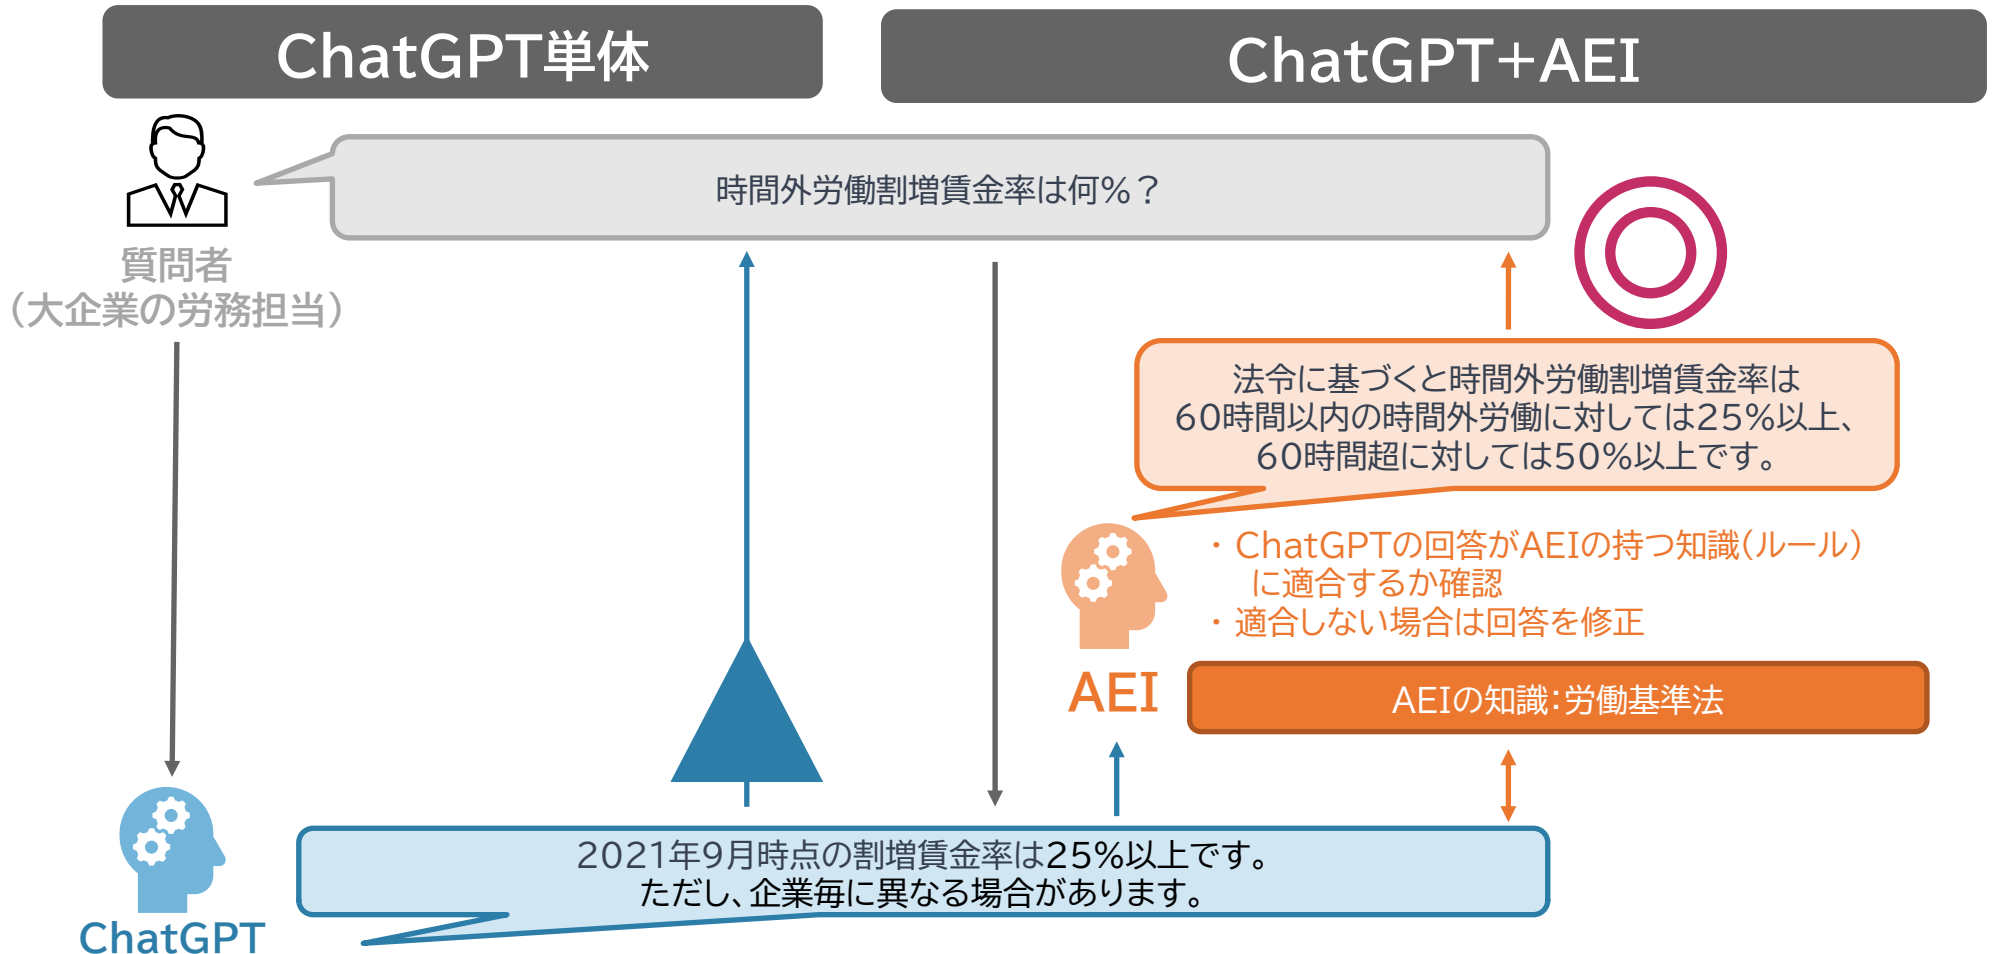 ChatGPT単体
ChatGPT+AEI
時間外労働割増賃金率は何%？
質問者
（大企業の労務担当）
法令に基づくと時間外労働割増賃金率は
60時間以内の時間外労働に対しては25%以上、
60時間超に対しては50%以上です。
・ChatGPTの回答がAEIの持つ知識（ルール）
に適合するか確認
・適合しない場合は回答を修正
AEI
AEIの知識：労働基準法
2021年9月時点の割増賃金率は25%以上です。
ただし、企業毎に異なる場合があります。
ChatGPT